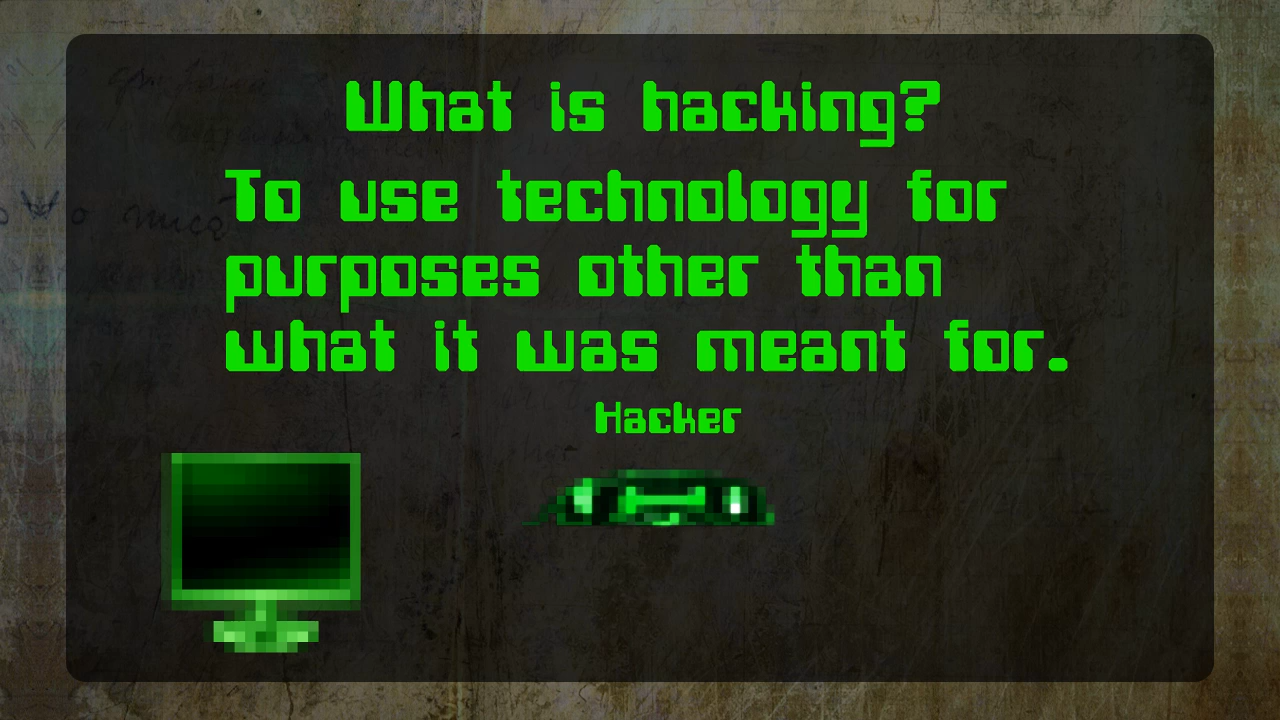 What is hacking?
To use technology for
purposes other than
what it was meant for.
Hacker